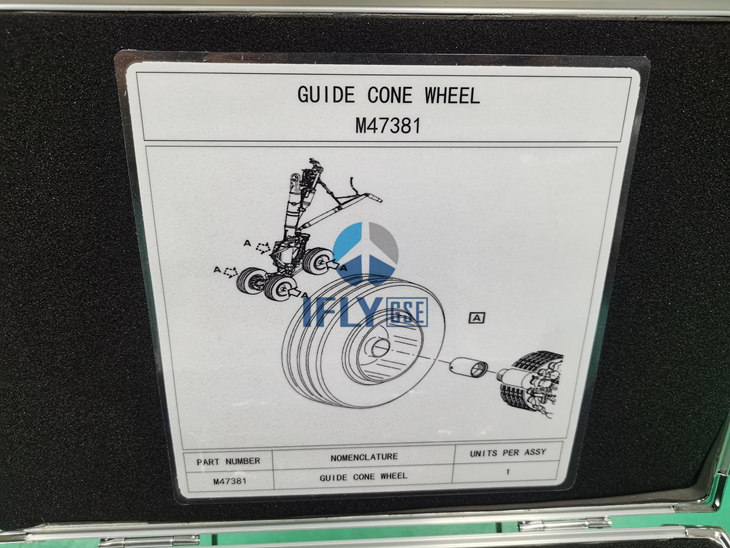 GUIDE CONE WHEEL
M47381
A
A
A
A
IFLY GSE
A
PART NUMBER NOMENCLATURE UNITS PER ASSY
M47381 GUIDE CONE WHEEL 1